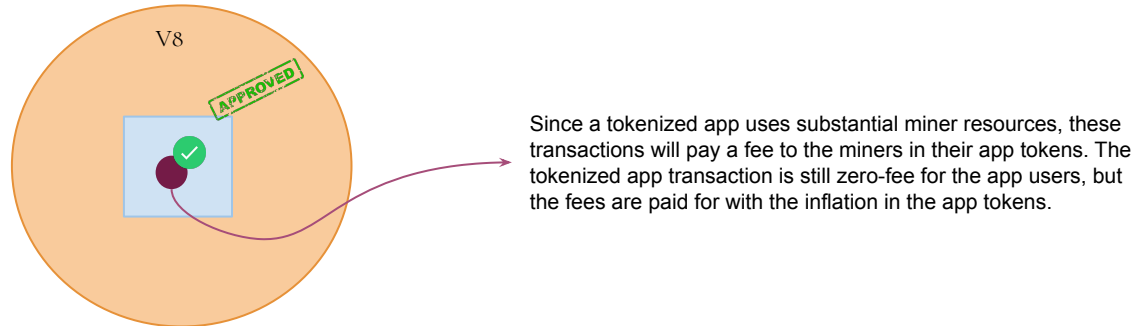 V8
APPROVED
Since a tokenized app uses substantial miner resources, these
transactions will pay a fee to the miners in their app tokens. The
tokenized app transaction is still zero-fee for the app users, but
the fees are paid for with the inflation in the app tokens.